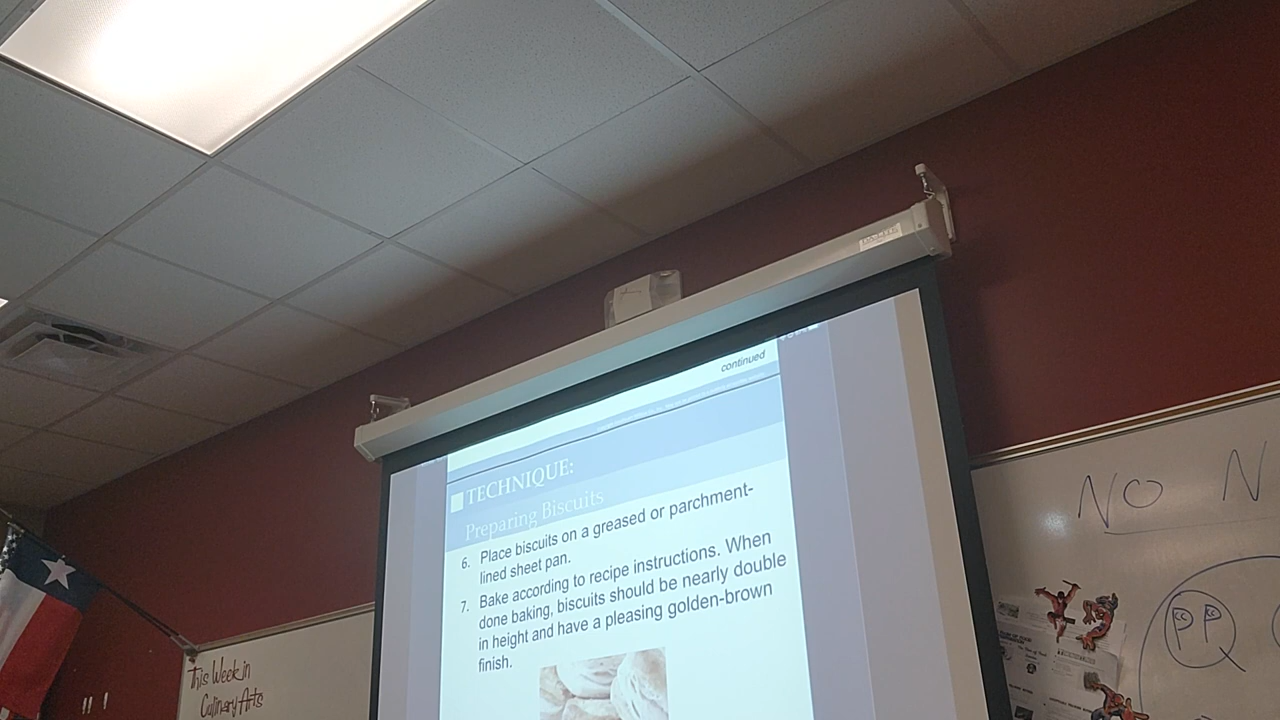 continued
TECHNIQUE:
Preparing Biscuits
6. Place biscuits on a greased or parchment-
lined sheet pan.
7. Bake according to recipe instructions. When
done baking, biscuits should be nearly double
in height and have a pleasing golden-brown
finish.
This Week in
Culinary Arts
NO N